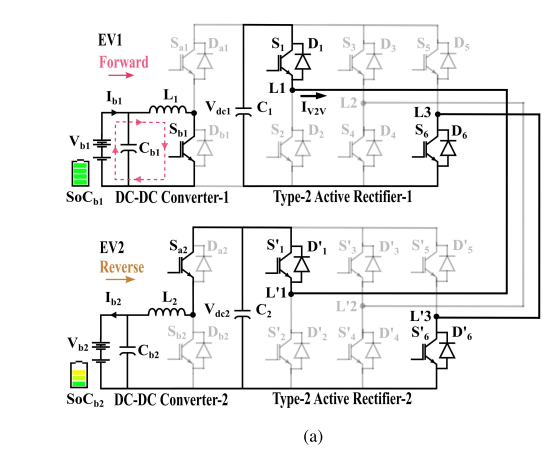 EV1
Forward
S_a1 D_a1
S_1 D_1
S_3 D_3
S_5 D_5
I_b1
L_1
V_dc1
C_1
L1
I_V2V
L2
L3
V_b1
C_b1
S_b1
D_b1
S_2 D_2
S_4 D_4
S_6 D_6
SoC_b1
DC-DC Converter-1
Type-2 Active Rectifier-1
EV2
Reverse
S_a2 D_a2
S'_1 D'_1
S'_3 D'_3
S'_5 D'_5
I_b2
L_2
V_dc2
C_2
L'1
L'2
L'3
V_b2
C_b2
S_b2 D_b2
S'_2 D'_2
S'_4 D'_4
S'_6 D'_6
SoC_b2
DC-DC Converter-2
Type-2 Active Rectifier-2
(a)